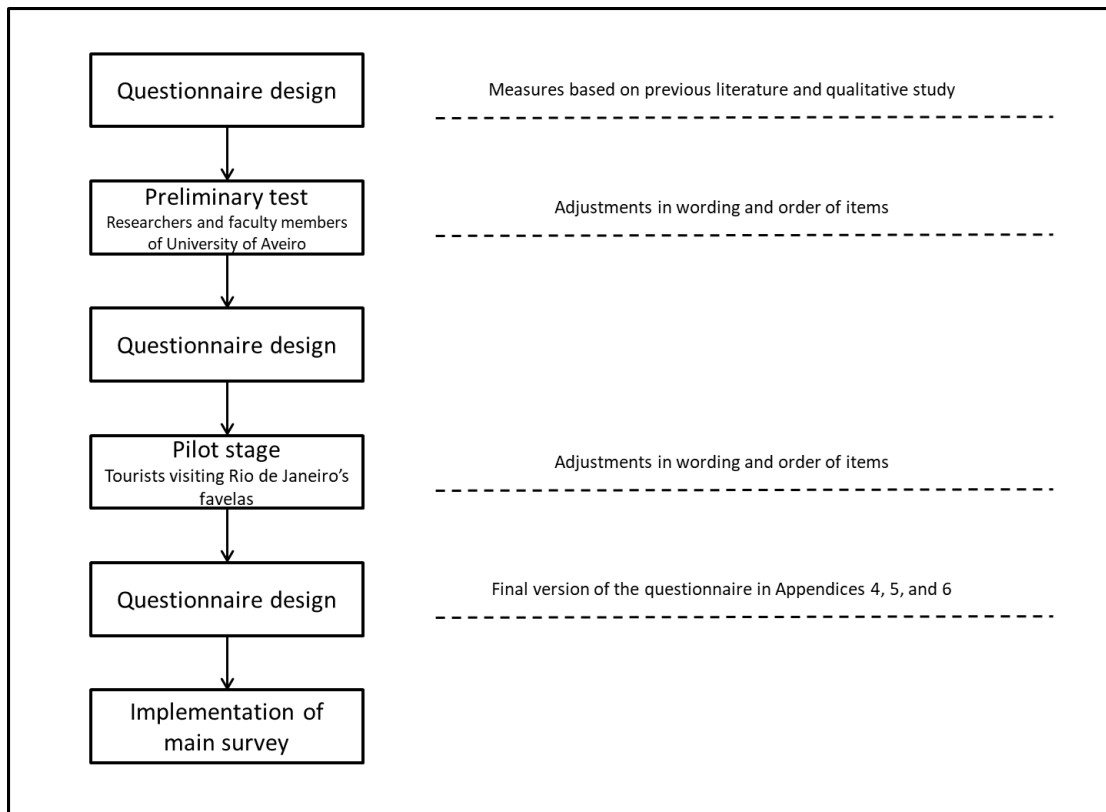 Questionnaire design
Measures based on previous literature and qualitative study
Preliminary test
Researchers and faculty members
of University of Aveiro
Adjustments in wording and order of items
Questionnaire design
Pilot stage
Tourists visiting Rio de Janeiro’s
favelas
Adjustments in wording and order of items
Questionnaire design
Final version of the questionnaire in Appendices 4, 5, and 6
Implementation of
main survey